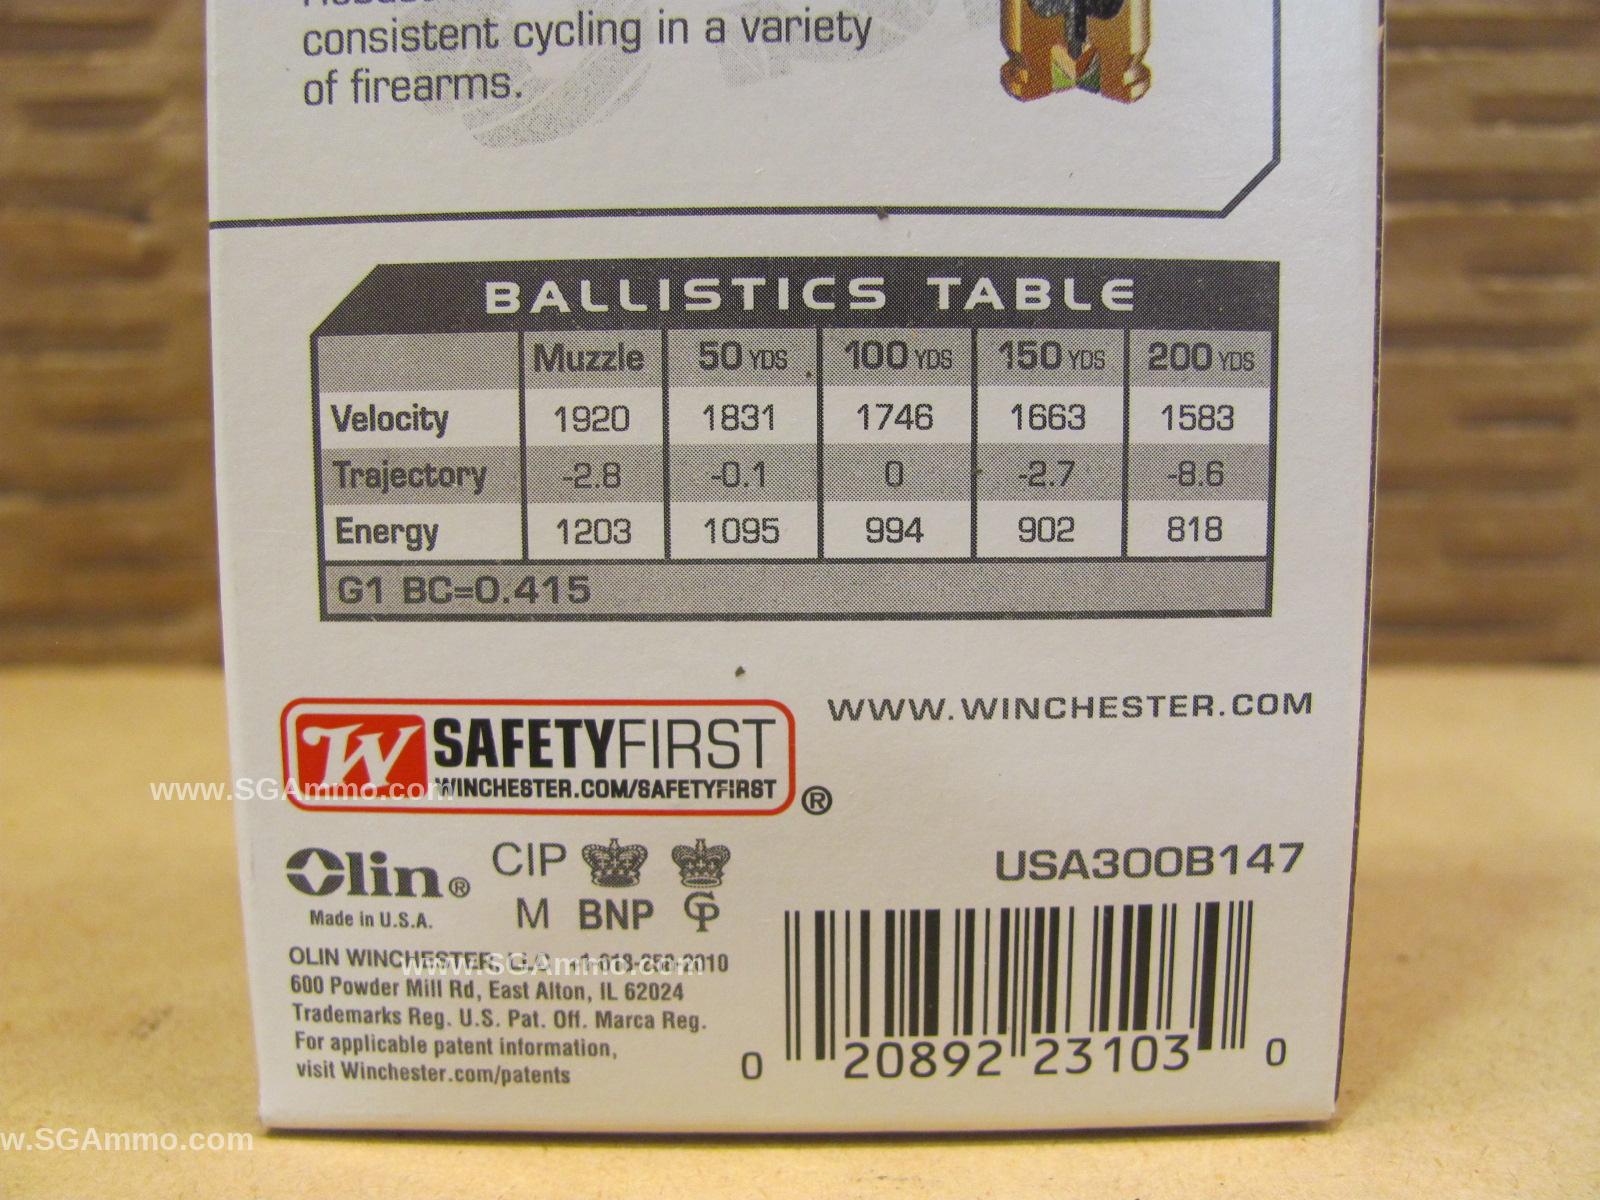 consistent cycling in a variety
of firearms.
BALLISTICS TABLE
Muzzle 50 YDS 100 YDS 150 YDS 200 YDS
Velocity 1920 1831 1746 1663 1583
Trajectory -2.8 -0.1 0 -2.7 -8.6
Energy 1203 1095 994 902 818
G1 BC=0.415
WWW.WINCHESTER.COM
W SAFETYFIRST
WINCHESTER.COM/SAFETYFIRST ®
www.SGAmmo.com
Olin®
Made in U.S.A.
CIP
M BNP GP
USA300B147
OLIN WINCHESTER,
www.SGAmmo.com
600 Powder Mill Rd, East Alton, IL 62024
Trademarks Reg. U.S. Pat. Off. Marca Reg.
For applicable patent information,
visit Winchester.com/patents
0 20892 23103 0
w.SGAmmo.com